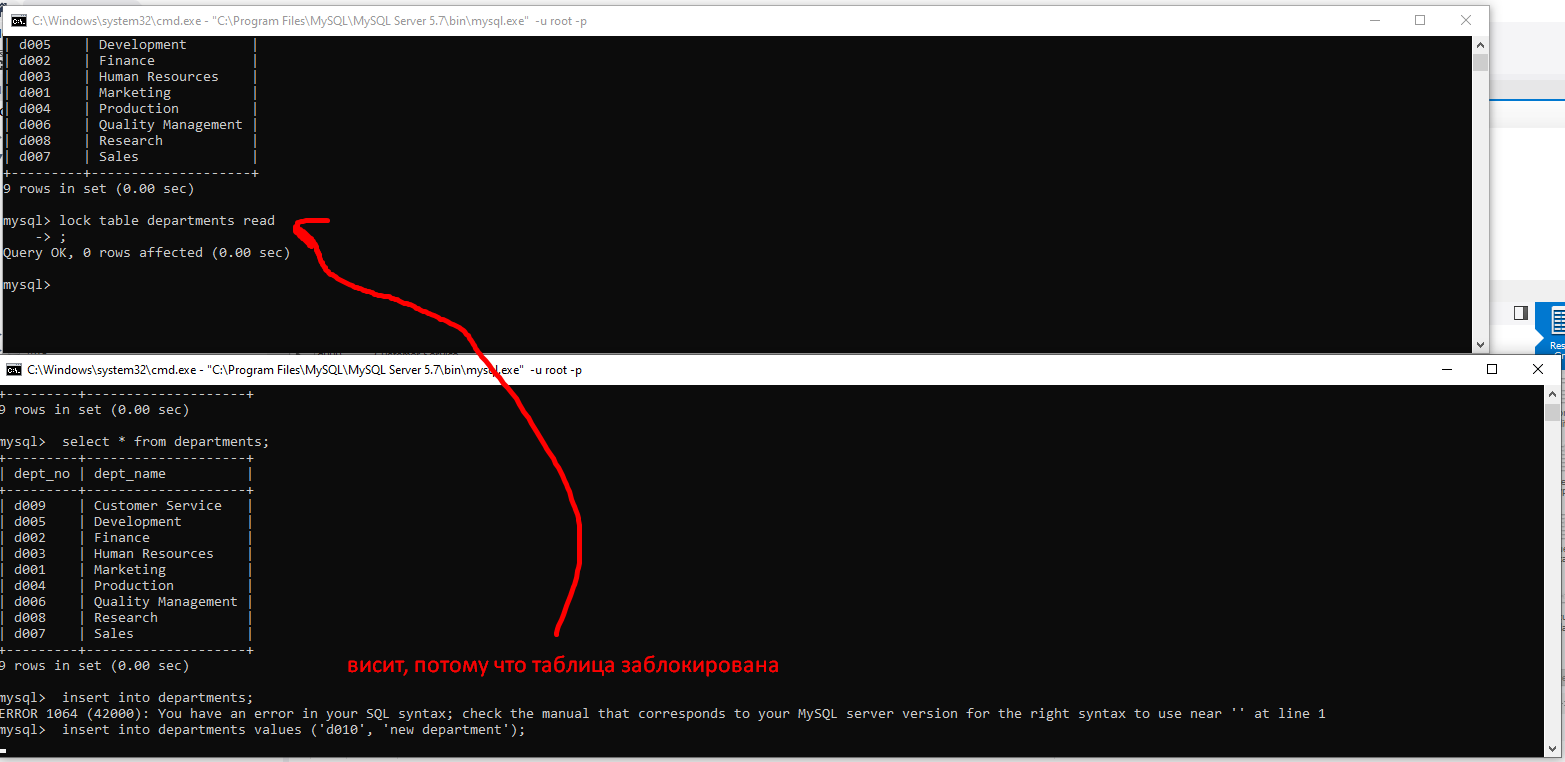 C:\Windows\system32\cmd.exe - "C:\Program Files\MySQL\MySQL Server 5.7\bin\mysql.exe" -u root -p
| d005    | Development        |
| d002    | Finance            |
| d003    | Human Resources    |
| d001    | Marketing          |
| d004    | Production         |
| d006    | Quality Management |
| d008    | Research           |
| d007    | Sales              |
+---------+--------------------+
9 rows in set (0.00 sec)
mysql> lock table departments read
    -> ;
Query OK, 0 rows affected (0.00 sec)
mysql>
C:\Windows\system32\cmd.exe - "C:\Program Files\MySQL\MySQL Server 5.7\bin\mysql.exe" -u root -p
+---------+--------------------+
9 rows in set (0.00 sec)
mysql>  select * from departments;
+---------+--------------------+
| dept_no | dept_name          |
+---------+--------------------+
| d009    | Customer Service   |
| d005    | Development        |
| d002    | Finance            |
| d003    | Human Resources    |
| d001    | Marketing          |
| d004    | Production         |
| d006    | Quality Management |
| d008    | Research           |
| d007    | Sales              |
+---------+--------------------+
9 rows in set (0.00 sec)
висит, потому что таблица заблокирована
mysql>  insert into departments;
ERROR 1064 (42000): You have an error in your SQL syntax; check the manual that corresponds to your MySQL server version for the right syntax to use near '' at line 1
mysql>  insert into departments values ('d010', 'new department');